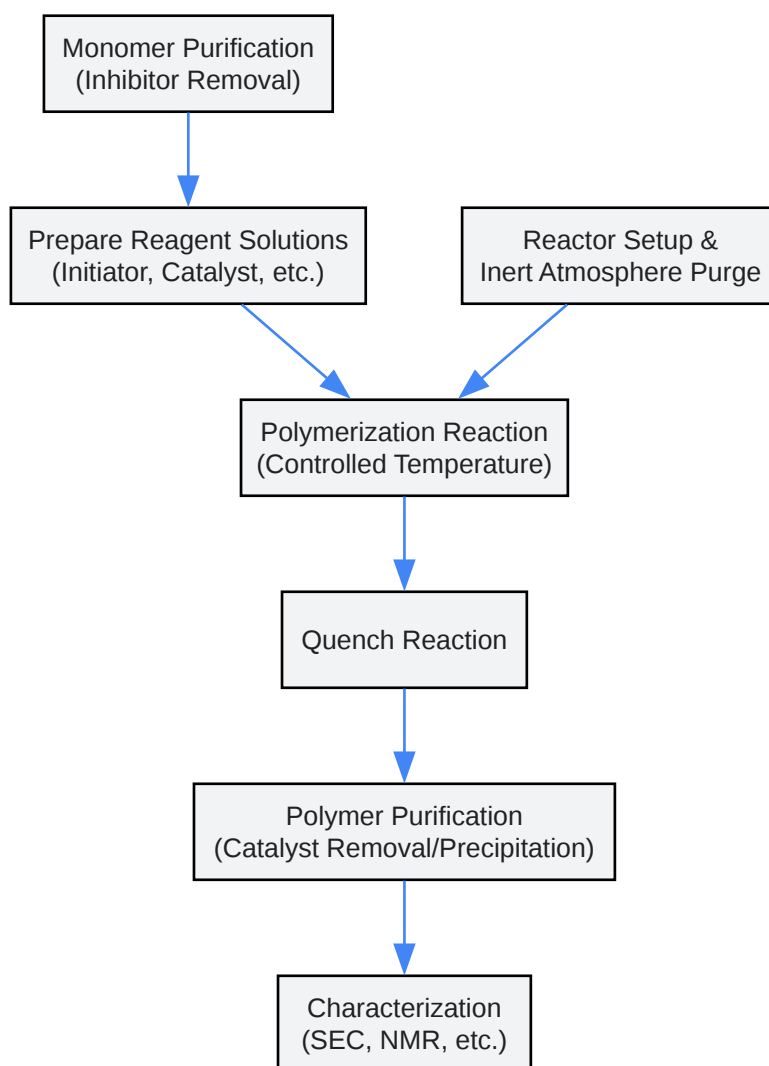 Monomer Purification
(Inhibitor Removal)
Prepare Reagent Solutions
(Initiator, Catalyst, etc.)
Reactor Setup &
Inert Atmosphere Purge
Polymerization Reaction
(Controlled Temperature)
Quench Reaction
Polymer Purification
(Catalyst Removal/Precipitation)
Characterization
(SEC, NMR, etc.)